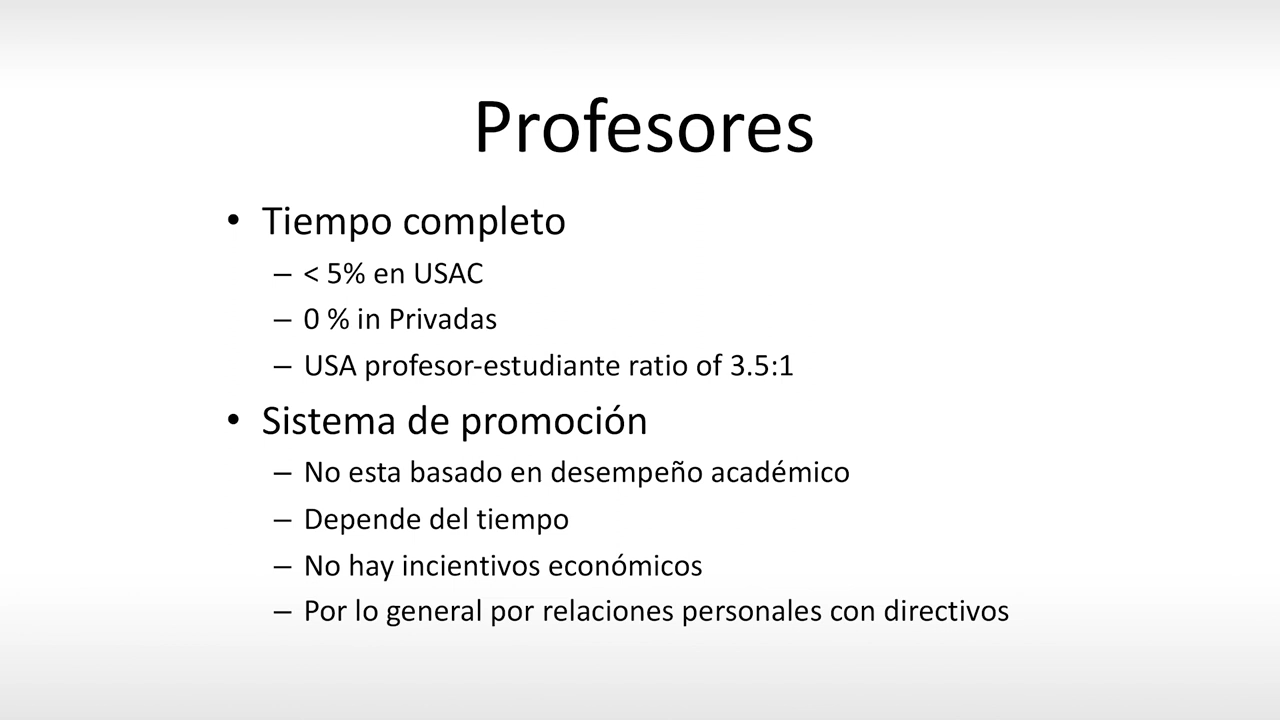 Profesores
• Tiempo completo
– < 5% en USAC
– 0 % in Privadas
– USA profesor-estudiante ratio of 3.5:1
• Sistema de promoción
– No esta basado en desempeño académico
– Depende del tiempo
– No hay incientivos económicos
– Por lo general por relaciones personales con directivos